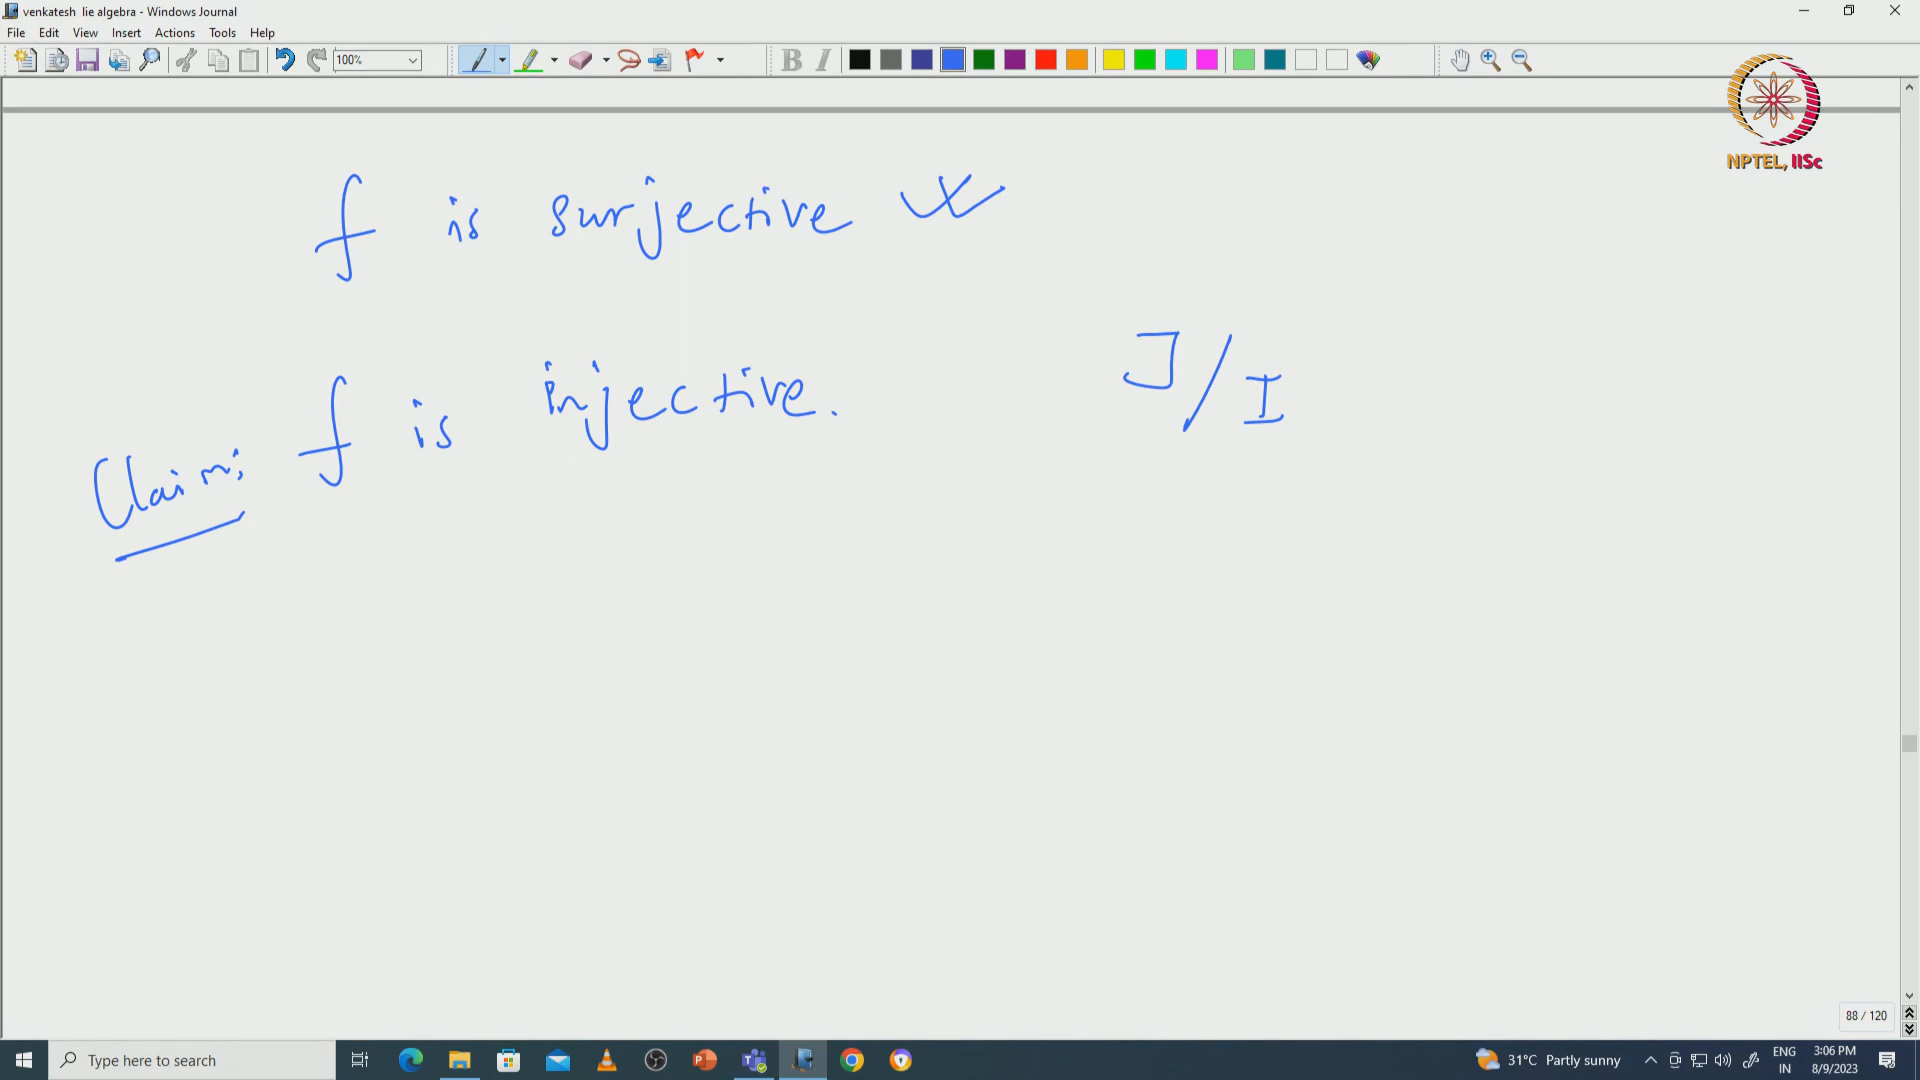 venkatesh lie algebra - Windows Journal
File Edit View Insert Actions Tools Help
100%
B I
NPTEL, IISc
f is surjective
J/I
Claim: f is injective.
88 / 120
Type here to search
31°C Partly sunny
ENG
IN
3:06 PM
8/9/2023